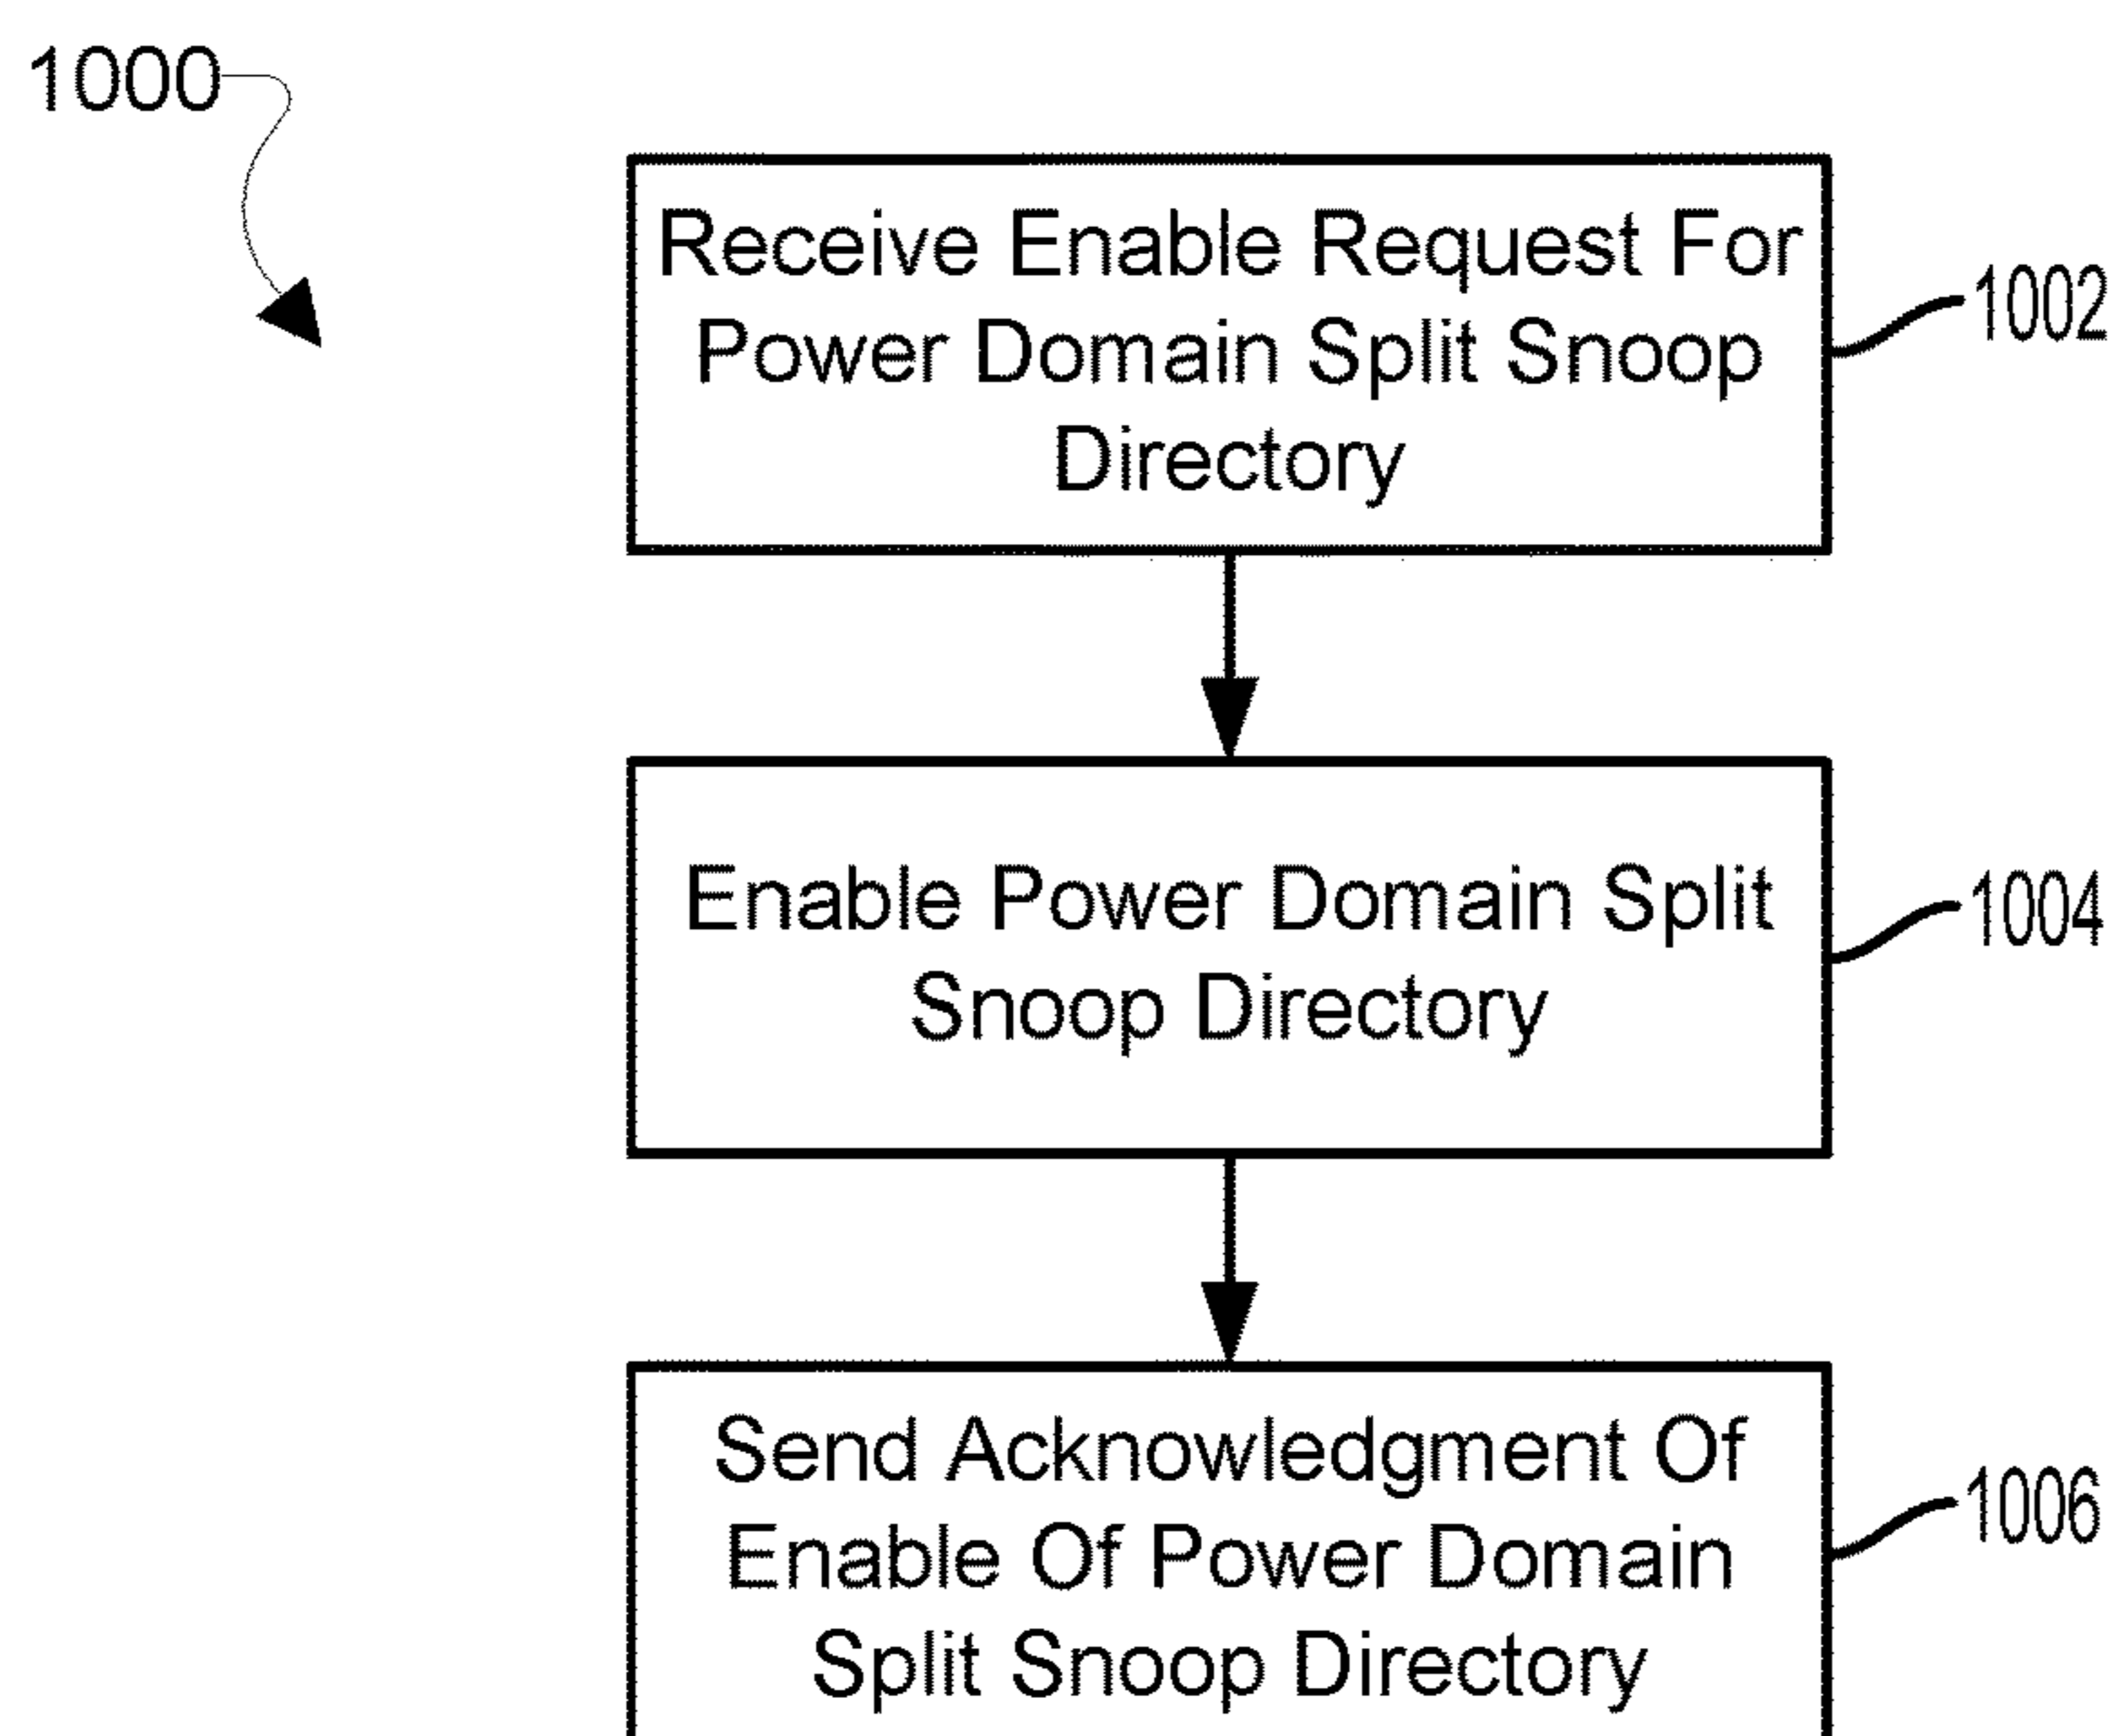 1000
Receive Enable Request For
Power Domain Split Snoop
Directory
1002
Enable Power Domain Split
Snoop Directory
1004
Send Acknowledgment Of
Enable Of Power Domain
Split Snoop Directory
1006